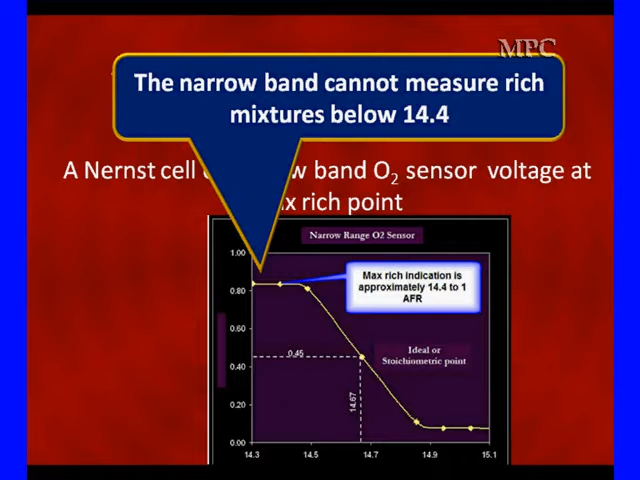 MPC
The narrow band cannot measure rich
mixtures below 14.4
A Nernst cell band O2 sensor voltage at
rich point
Narrow Range O2 Sensor
1.00
Max rich indication is
approximately 14.4 to 1
AFR
0.80
0.60
Ideal or
Stoichiometric point
0.45
0.40
14.67
0.20
0.00
14.3 14.5 14.7 14.9 15.1